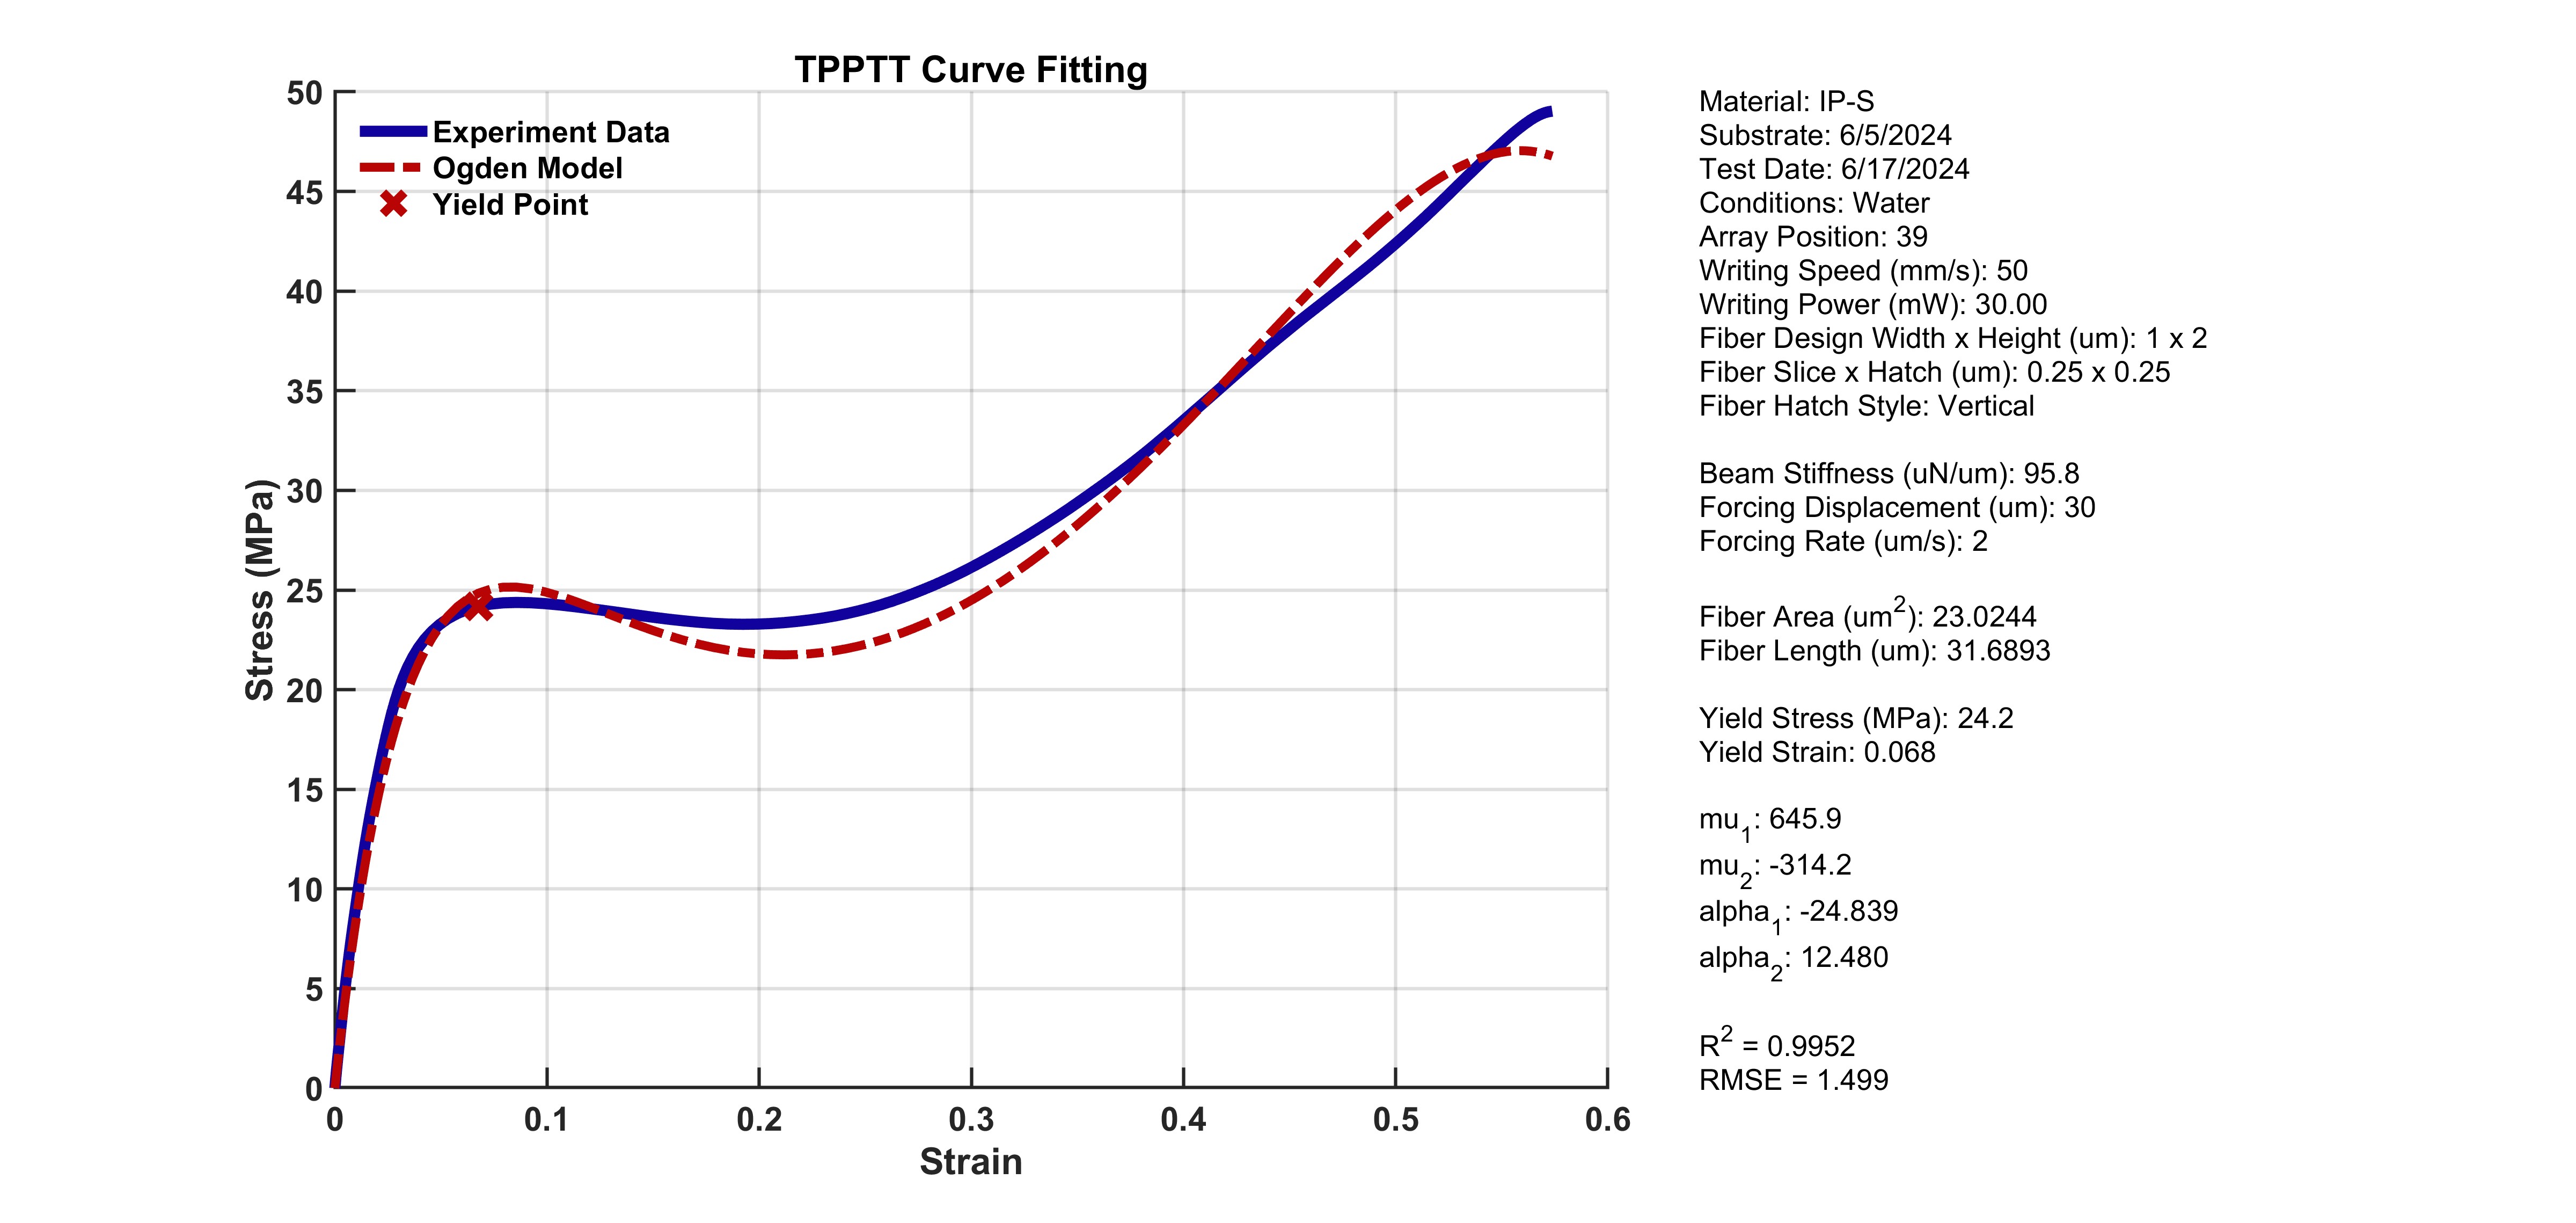 TPPTT Curve Fitting
50
45
40
35
30
25
20
15
10
5
0
Stress (MPa)
Experiment Data
Ogden Model
Yield Point
0 0.1 0.2 0.3 0.4 0.5 0.6
Strain
Material: IP-S
Substrate: 6/5/2024
Test Date: 6/17/2024
Conditions: Water
Array Position: 39
Writing Speed (mm/s): 50
Writing Power (mW): 30.00
Fiber Design Width x Height (um): 1 x 2
Fiber Slice x Hatch (um): 0.25 x 0.25
Fiber Hatch Style: Vertical
Beam Stiffness (uN/um): 95.8
Forcing Displacement (um): 30
Forcing Rate (um/s): 2
Fiber Area (um²): 23.0244
Fiber Length (um): 31.6893
Yield Stress (MPa): 24.2
Yield Strain: 0.068
mu₁: 645.9
mu₂: -314.2
alpha₁: -24.839
alpha₂: 12.480
R² = 0.9952
RMSE = 1.499